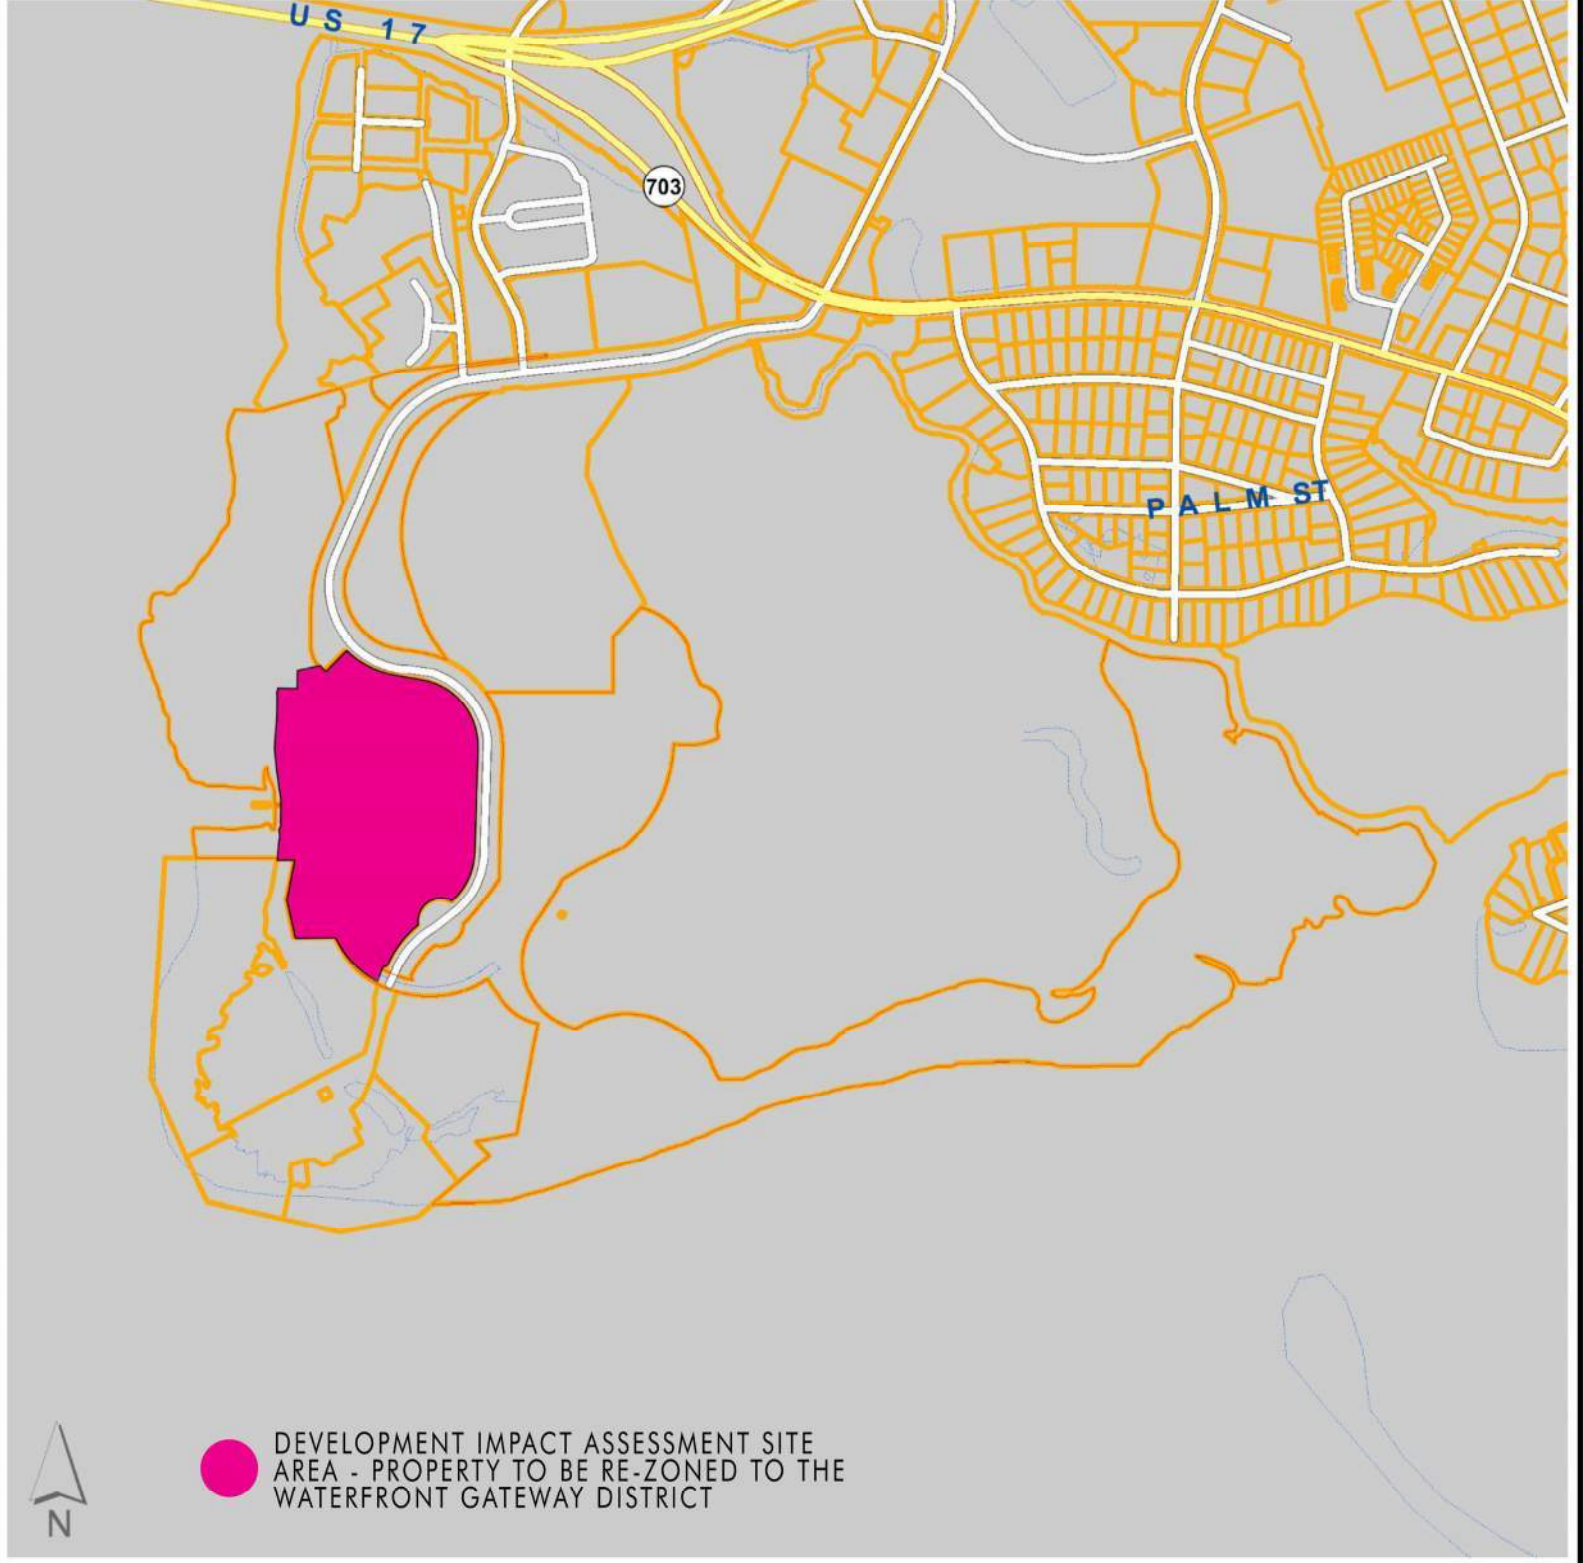 US 17
703
PALM ST
DEVELOPMENT IMPACT ASSESSMENT SITE
AREA - PROPERTY TO BE RE-ZONED TO THE
WATERFRONT GATEWAY DISTRICT
N